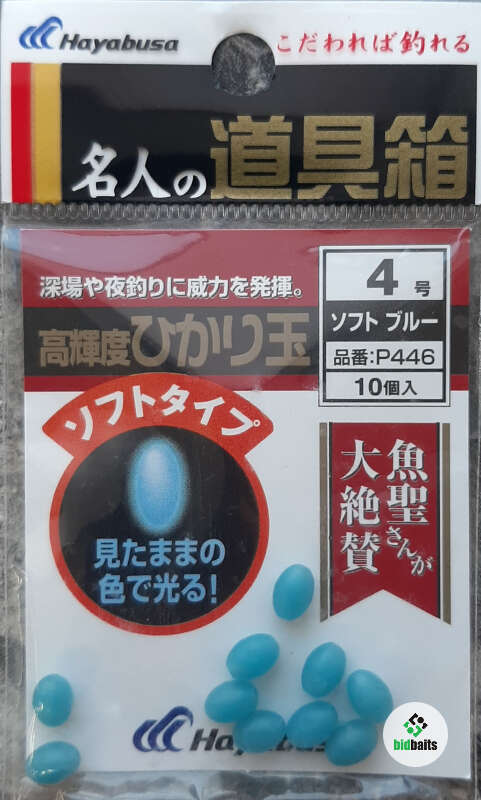 Hayabusa
こだわれば釣れる
名人の道具箱
深場や夜釣りに威力を発揮。
高輝度ひかり玉
4号
ソフト ブルー
品番:P446
10個入
ソフトタイプ
見たままの
色で光る!
魚聖さんが
大絶賛
Hayabusa
bidbaits